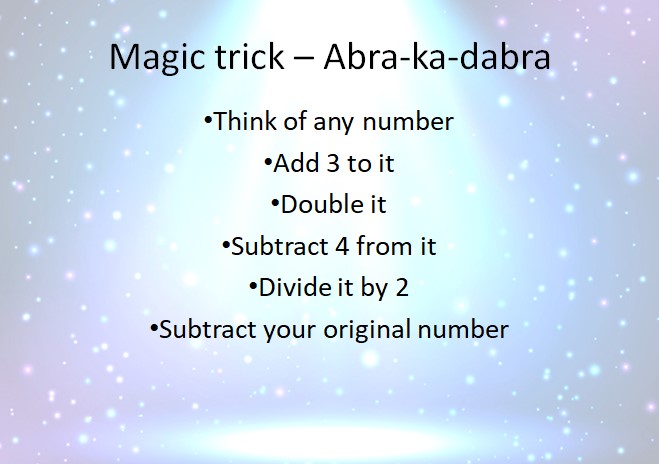 Magic trick – Abra-ka-dabra
•Think of any number
•Add 3 to it
•Double it
•Subtract 4 from it
•Divide it by 2
•Subtract your original number